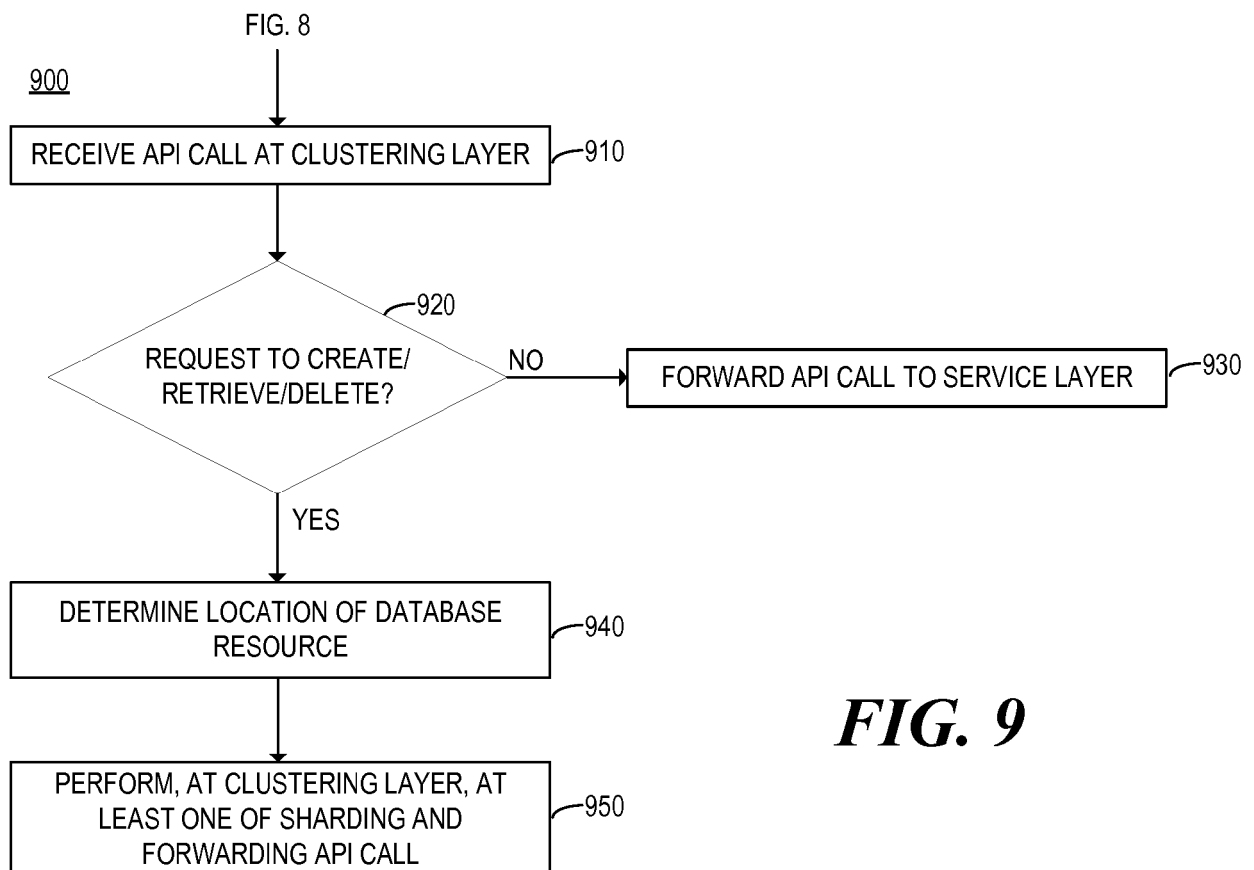 FIG. 8
900
RECEIVE API CALL AT CLUSTERING LAYER
910
920
REQUEST TO CREATE/
RETRIEVE/DELETE?
NO
FORWARD API CALL TO SERVICE LAYER
930
YES
DETERMINE LOCATION OF DATABASE
RESOURCE
940
FIG. 9
PERFORM, AT CLUSTERING LAYER, AT
LEAST ONE OF SHARDING AND
FORWARDING API CALL
950